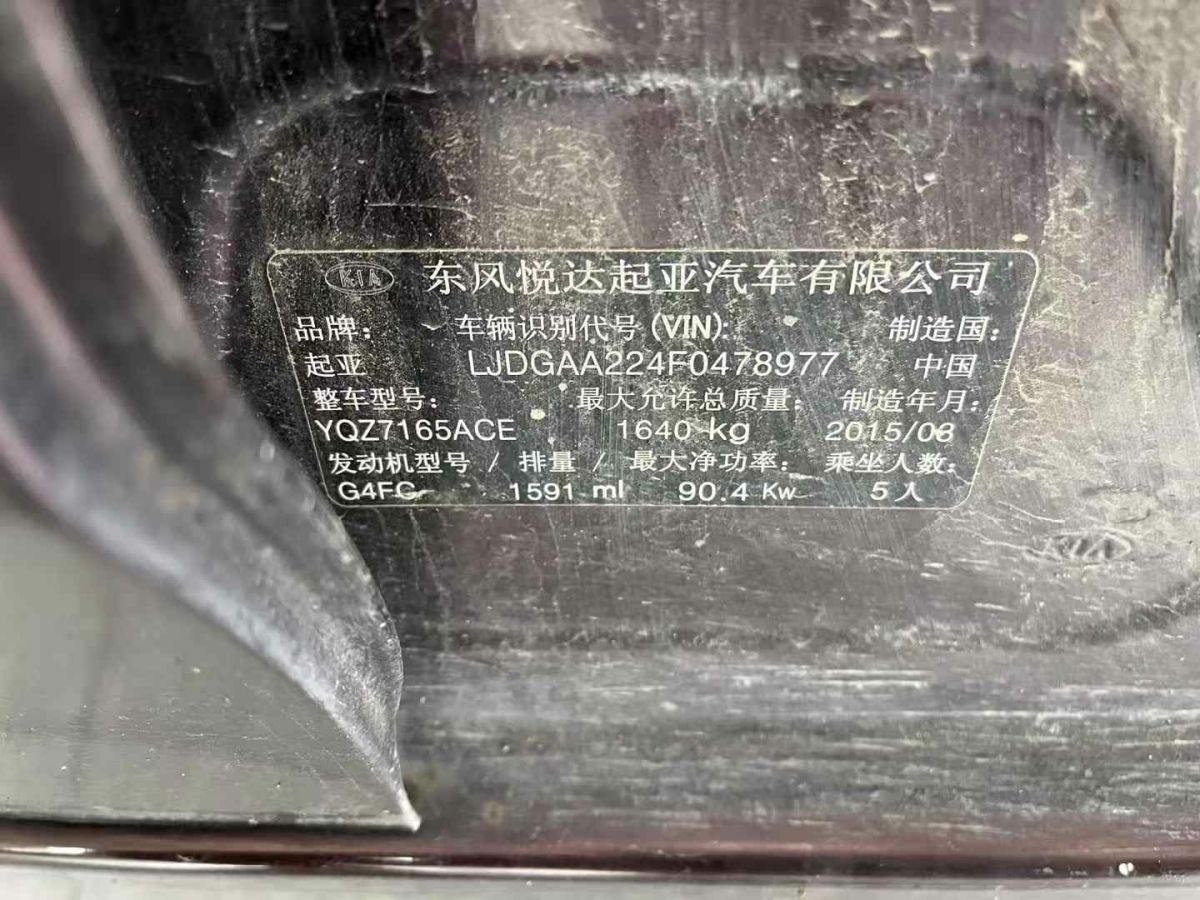 KIA 东风悦达起亚汽车有限公司
品牌： 车辆识别代号(VIN)： 制造国：
起亚 LJDGAA224F0478977 中国
整车型号： 最大允许总质量： 制造年月：
YQZ7165ACE 1640 kg 2015/08
发动机型号 / 排量 / 最大净功率： 乘坐人数：
G4FC 1591 ml 90.4 Kw 5人
KIA